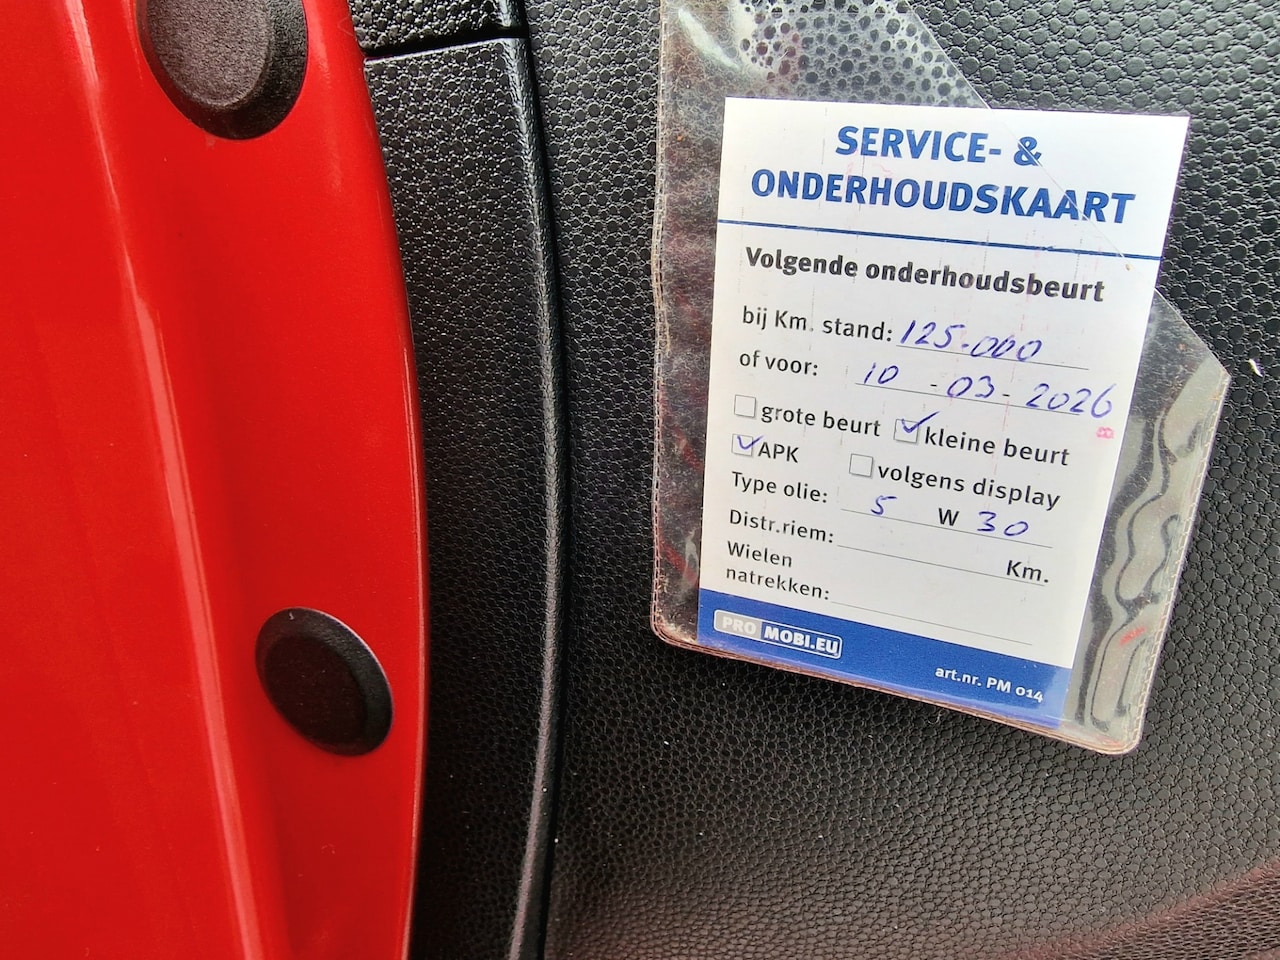 SERVICE- &
ONDERHOUDSKAART
Volgende onderhoudsbeurt
bij Km. stand: 125.000
of voor: 10 - 03 - 2026
grote beurt kleine beurt
APK volgens display
Type olie: 5 W 30
Distr.riem: Km.
Wielen
natrekken:
PRO MOBI.EU
art.nr. PM 014